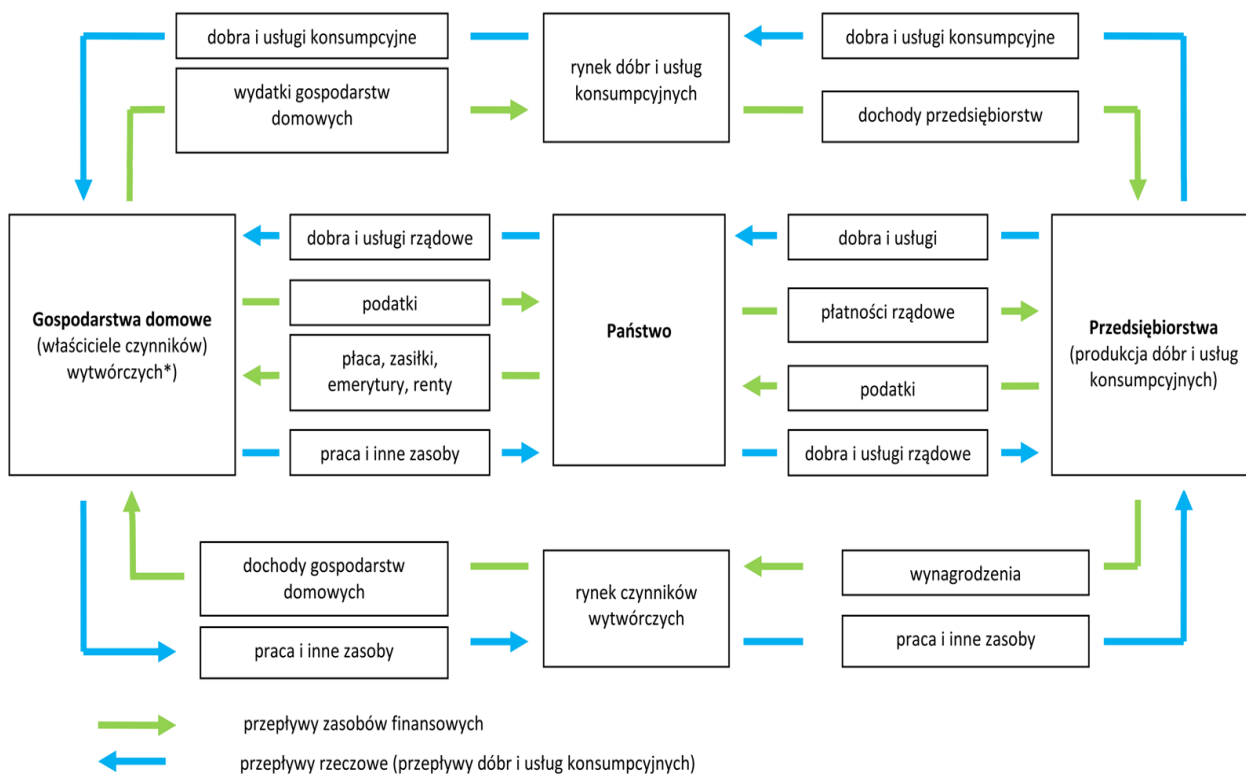 dobra i usługi konsumpcyjne
dobra i usługi konsumpcyjne
rynek dóbr i usług
konsumpcyjnych
wydatki gospodarstw
domowych
dochody przedsiębiorstw
dobra i usługi rządowe
dobra i usługi
podatki
płatności rządowe
Gospodarstwa domowe
(właściciele czynników)
wytwórczych*)
Państwo
Przedsiębiorstwa
(produkcja dóbr i usług
konsumpcyjnych)
płaca, zasiłki,
emerytury, renty
podatki
praca i inne zasoby
dobra i usługi rządowe
dochody gospodarstw
domowych
rynek czynników
wytwórczych
wynagrodzenia
praca i inne zasoby
praca i inne zasoby
przepływy zasobów finansowych
przepływy rzeczowe (przepływy dóbr i usług konsumpcyjnych)